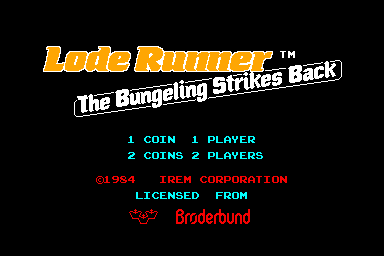 Lode Runner ™
The Bungeling Strikes Back
1 COIN 1 PLAYER
2 COINS 2 PLAYERS
©1984 IREM CORPORATION
LICENSED FROM
Brøderbund